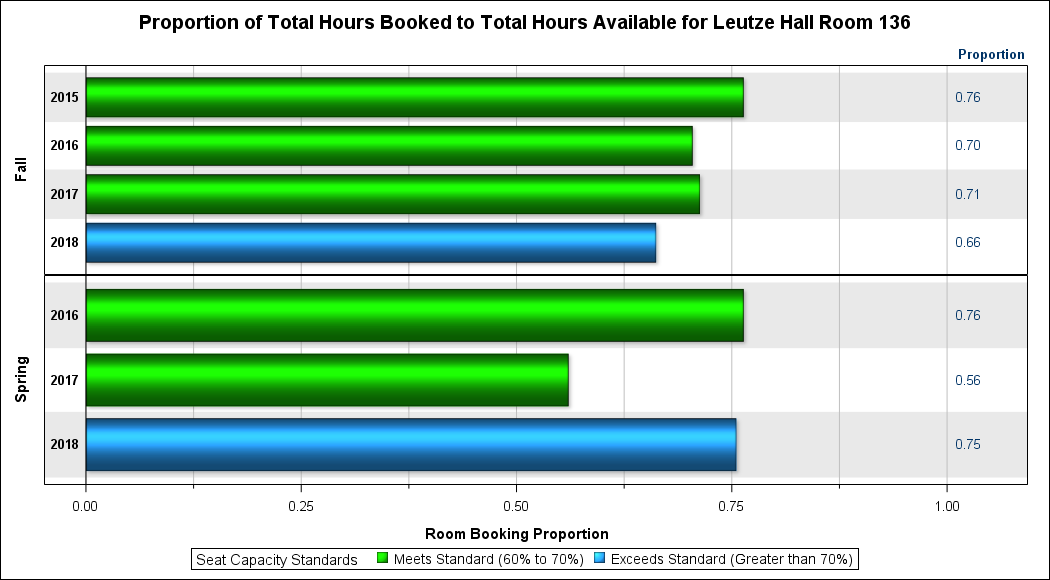 Proportion of Total Hours Booked to Total Hours Available for Leutze Hall Room 136
Proportion
Fall
2015 0.76
2016 0.70
2017 0.71
2018 0.66
Spring
2016 0.76
2017 0.56
2018 0.75
0.00 0.25 0.50 0.75 1.00
Room Booking Proportion
Seat Capacity Standards Meets Standard (60% to 70%) Exceeds Standard (Greater than 70%)